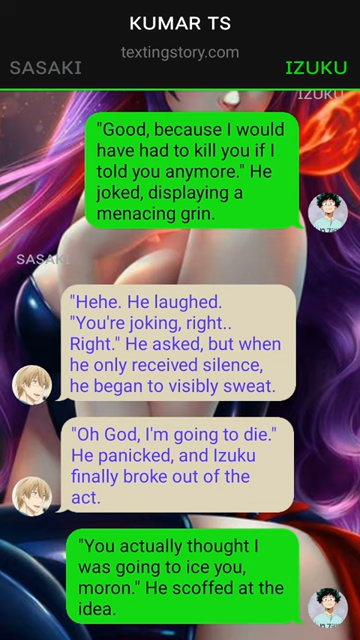 KUMAR TS
textingstory.com
SASAKI
IZUKU
IZUKU
"Good, because I would
have had to kill you if I
told you anymore." He
joked, displaying a
menacing grin.
SASAKI
"Hehe. He laughed.
"You're joking, right..
Right." He asked, but when
he only received silence,
he began to visibly sweat.
"Oh God, I'm going to die."
He panicked, and Izuku
finally broke out of the
act.
"You actually thought I
was going to ice you,
moron." He scoffed at the
idea.